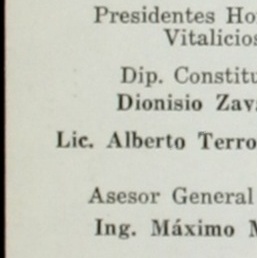 Presidentes Ho
Vitalicios
Dip. Constitu
Dionisio Zav
Lic. Alberto Terro
Asesor General
Ing. Máximo M